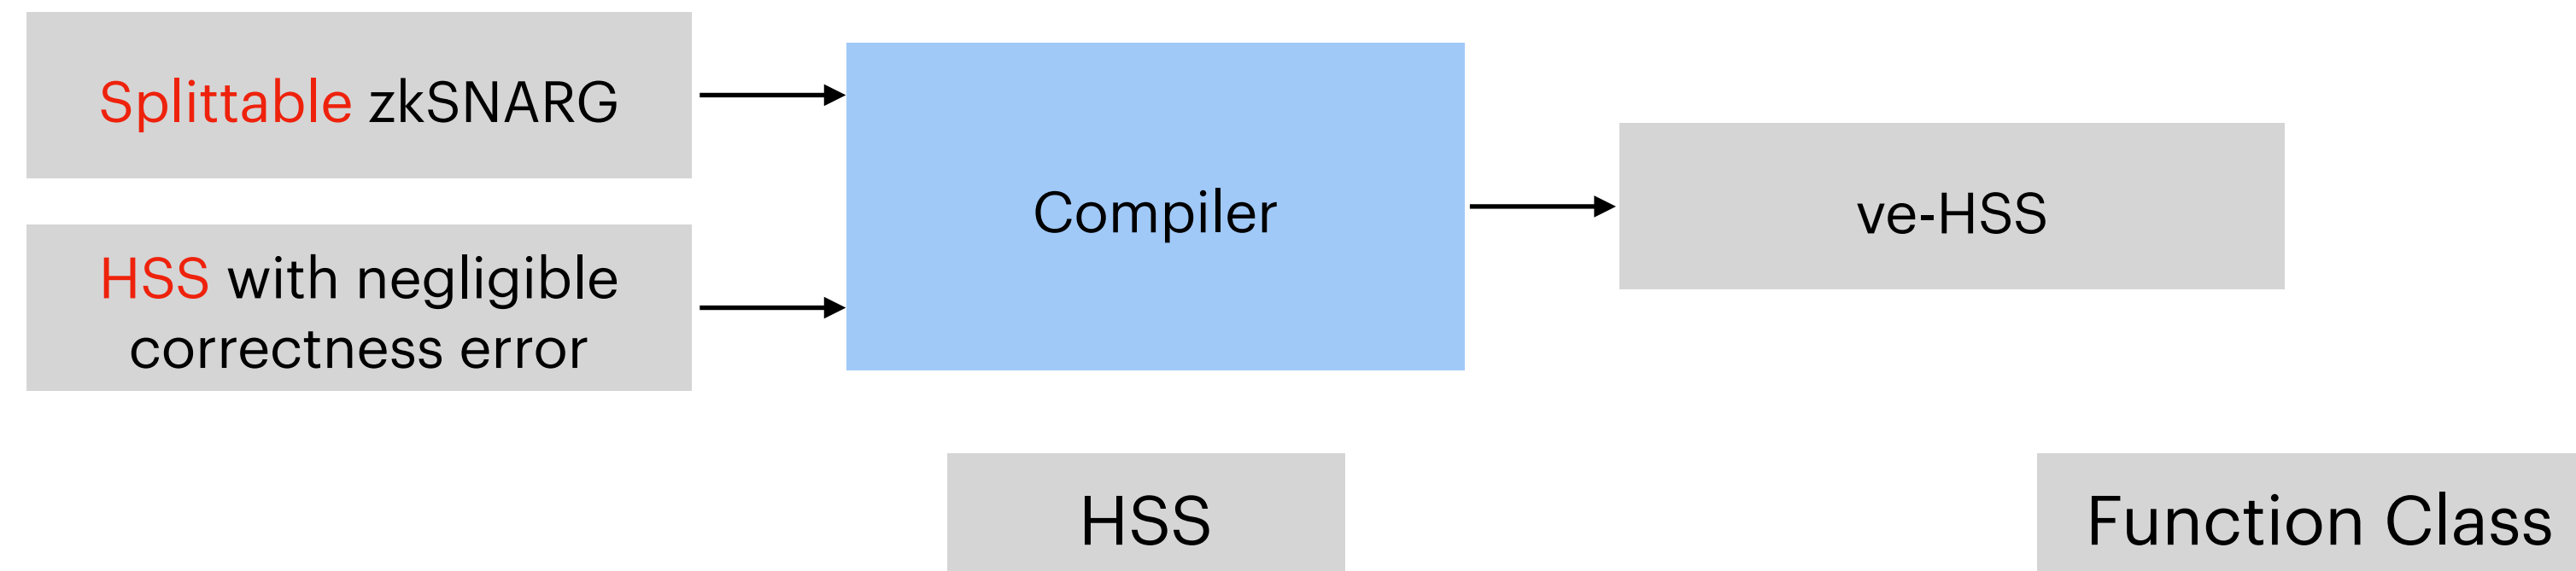 Splittable zkSNARG
HSS with negligible
correctness error
Compiler
ve-HSS
HSS
Function Class